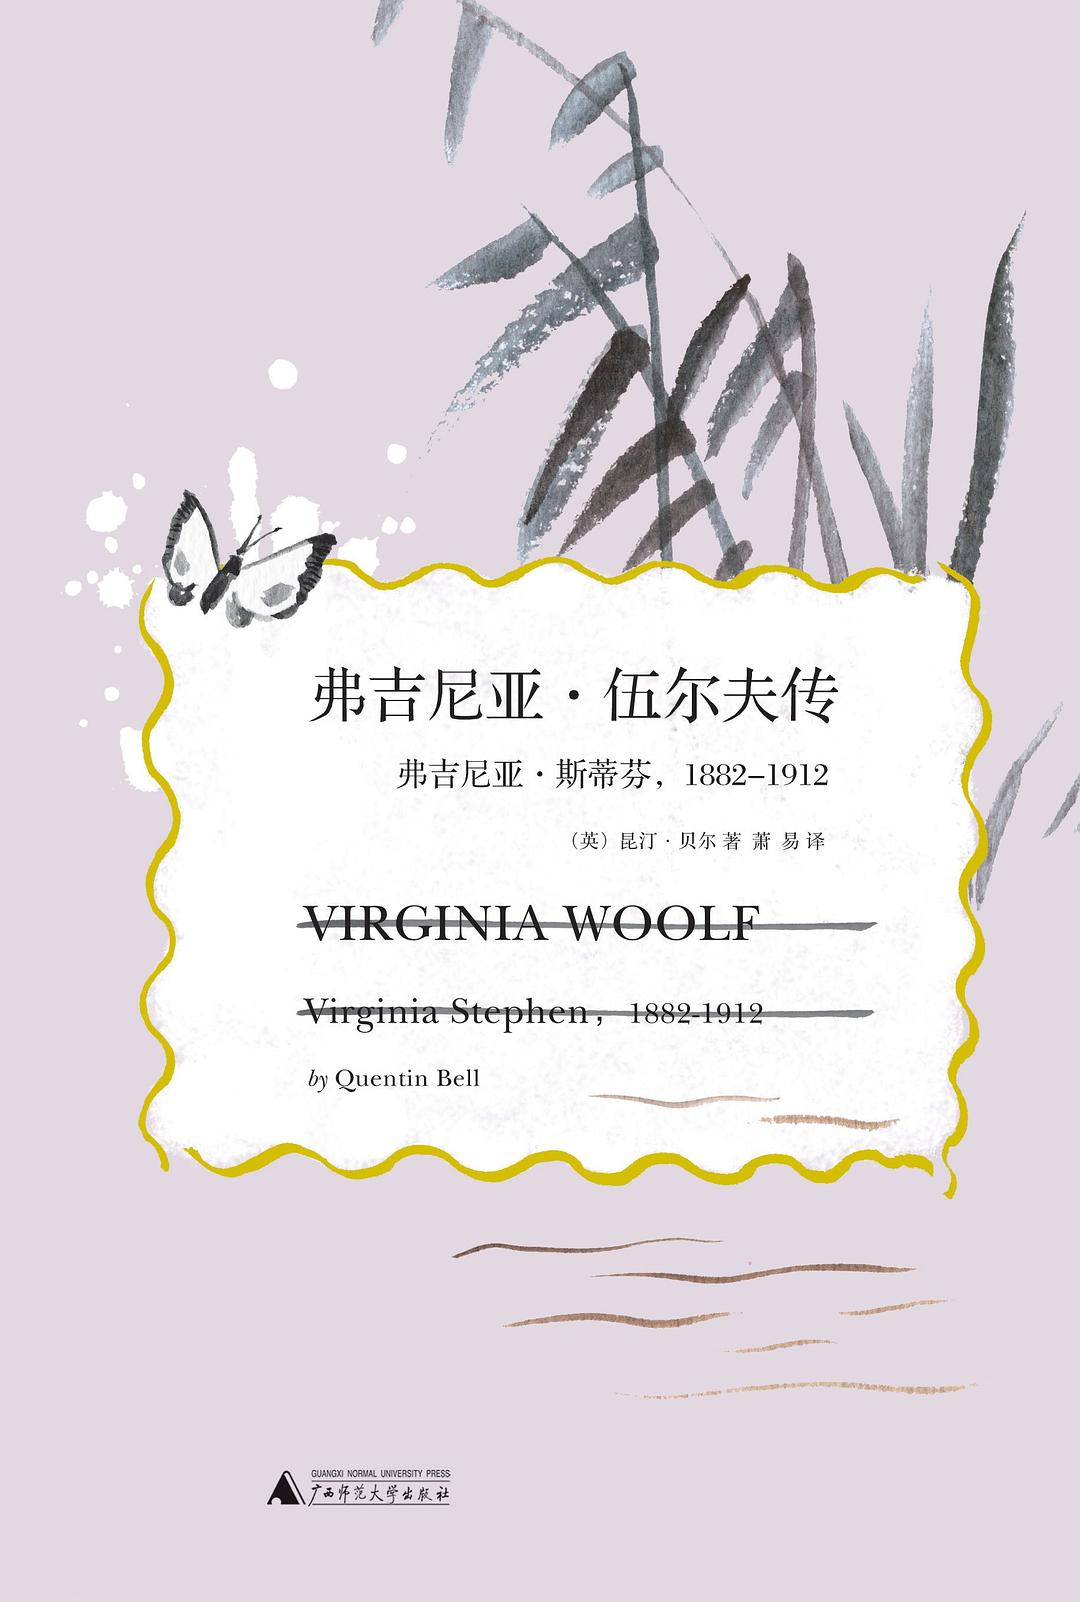 弗吉尼亚·伍尔夫传
弗吉尼亚·斯蒂芬，1882–1912
（英）昆汀·贝尔 著 萧 易 译
VIRGINIA WOOLF
Virginia Stephen, 1882-1912
by Quentin Bell
GUANGXI NORMAL UNIVERSITY PRESS
广西师范大学出版社